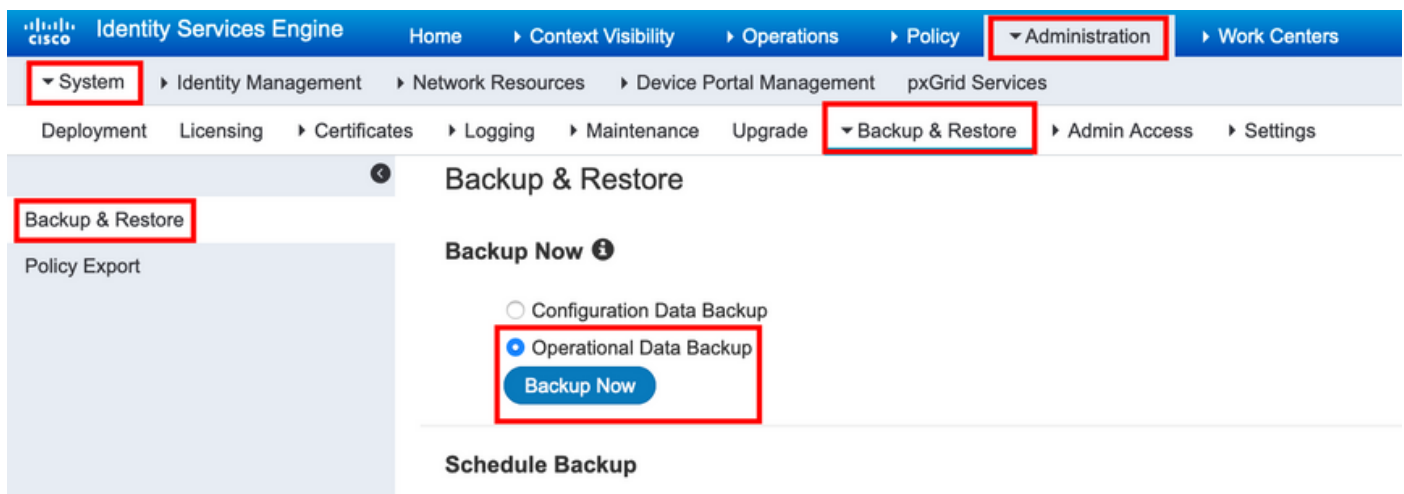 cisco Identity Services Engine Home Context Visibility Operations Policy Administration Work Centers
System Identity Management Network Resources Device Portal Management pxGrid Services
Deployment Licensing Certificates Logging Maintenance Upgrade Backup & Restore Admin Access Settings
Backup & Restore
Backup & Restore
Policy Export
Backup Now
Configuration Data Backup
Operational Data Backup
Backup Now
Schedule Backup